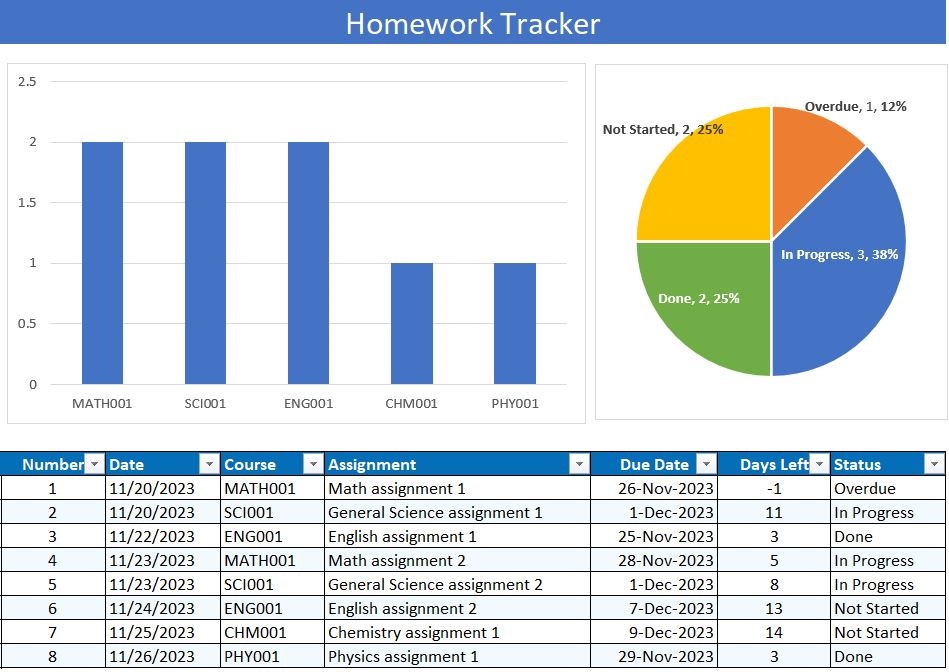 Homework Tracker
2.5
2
1.5
1
0.5
0
MATH001 SCI001 ENG001 CHM001 PHY001
Overdue, 1, 12%
Not Started, 2, 25%
In Progress, 3, 38%
Done, 2, 25%
Number Date Course Assignment Due Date Days Left Status
1 11/20/2023 MATH001 Math assignment 1 26-Nov-2023 -1 Overdue
2 11/20/2023 SCI001 General Science assignment 1 1-Dec-2023 11 In Progress
3 11/22/2023 ENG001 English assignment 1 25-Nov-2023 3 Done
4 11/23/2023 MATH001 Math assignment 2 28-Nov-2023 5 In Progress
5 11/23/2023 SCI001 General Science assignment 2 1-Dec-2023 8 In Progress
6 11/24/2023 ENG001 English assignment 2 7-Dec-2023 13 Not Started
7 11/25/2023 CHM001 Chemistry assignment 1 9-Dec-2023 14 Not Started
8 11/26/2023 PHY001 Physics assignment 1 29-Nov-2023 3 Done